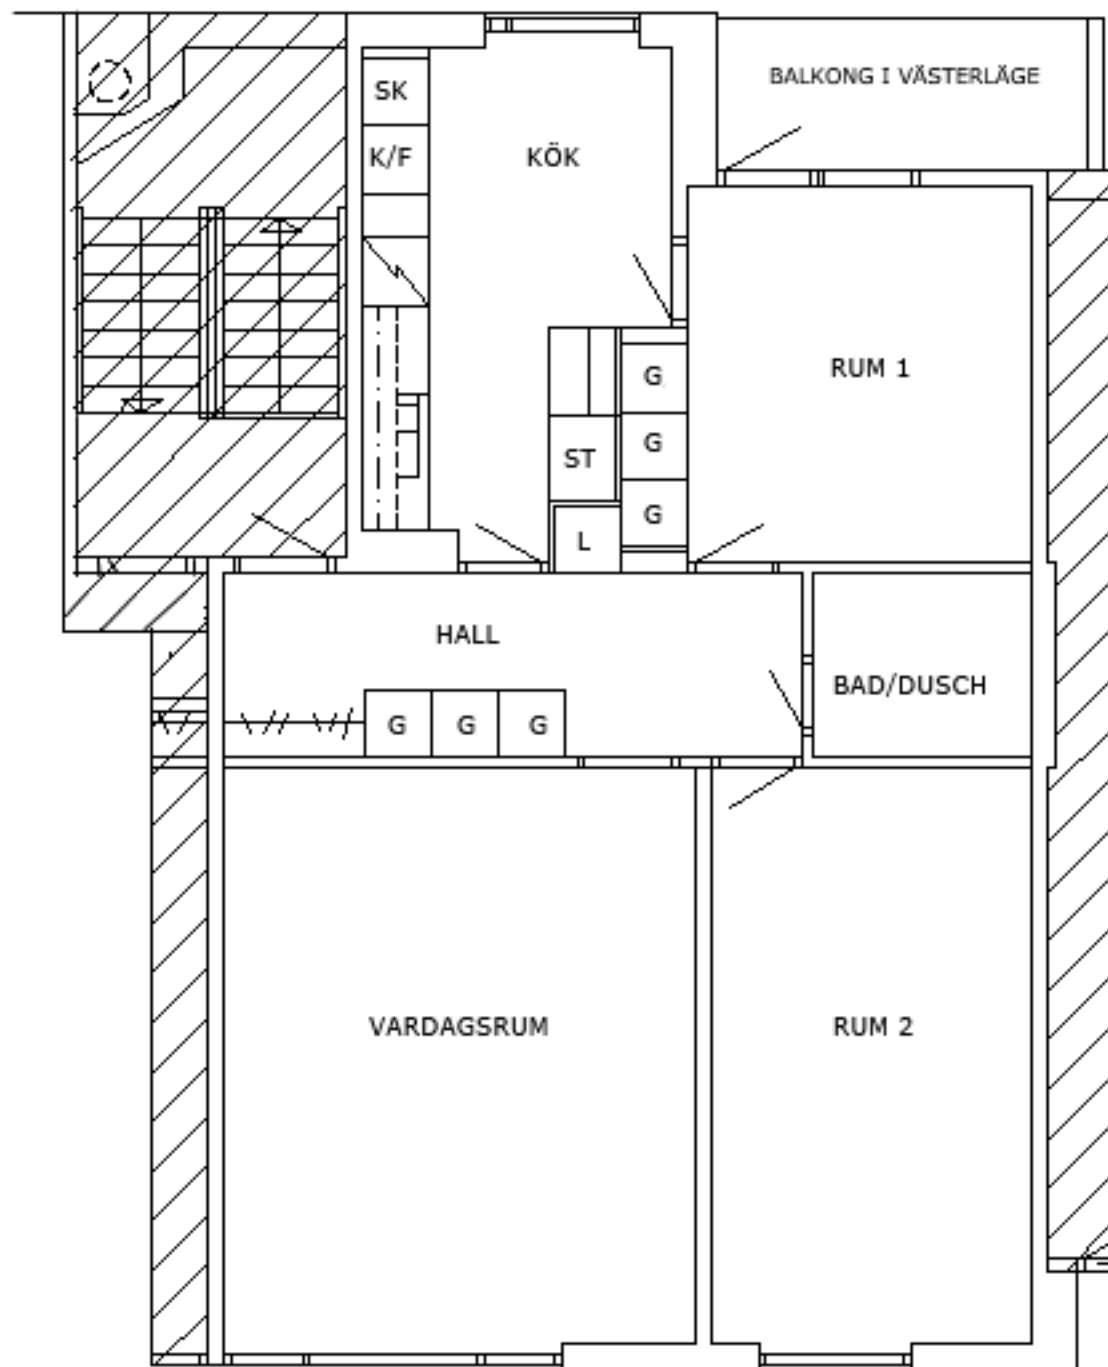 BALKONG I VÄSTERLÄGE
SK
K/F
KÖK
RUM 1
G
G
ST
G
L
HALL
BAD/DUSCH
G
G
G
VARDAGSRUM
RUM 2